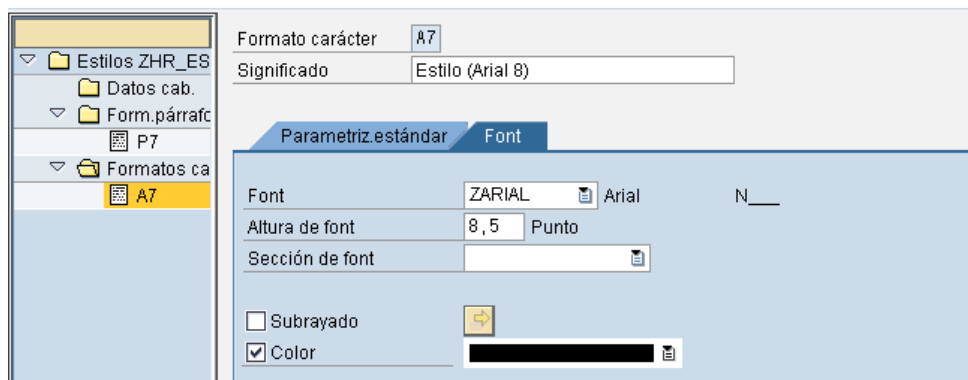 Formato carácter A7
Significado Estilo (Arial 8)
Estilos ZHR_ES
Datos cab.
Form.párrafo
P7
Formatos ca
A7
Parametriz.estándar Font
Font ZARIAL Arial N___
Altura de font 8,5 Punto
Sección de font
Subrayado
Color